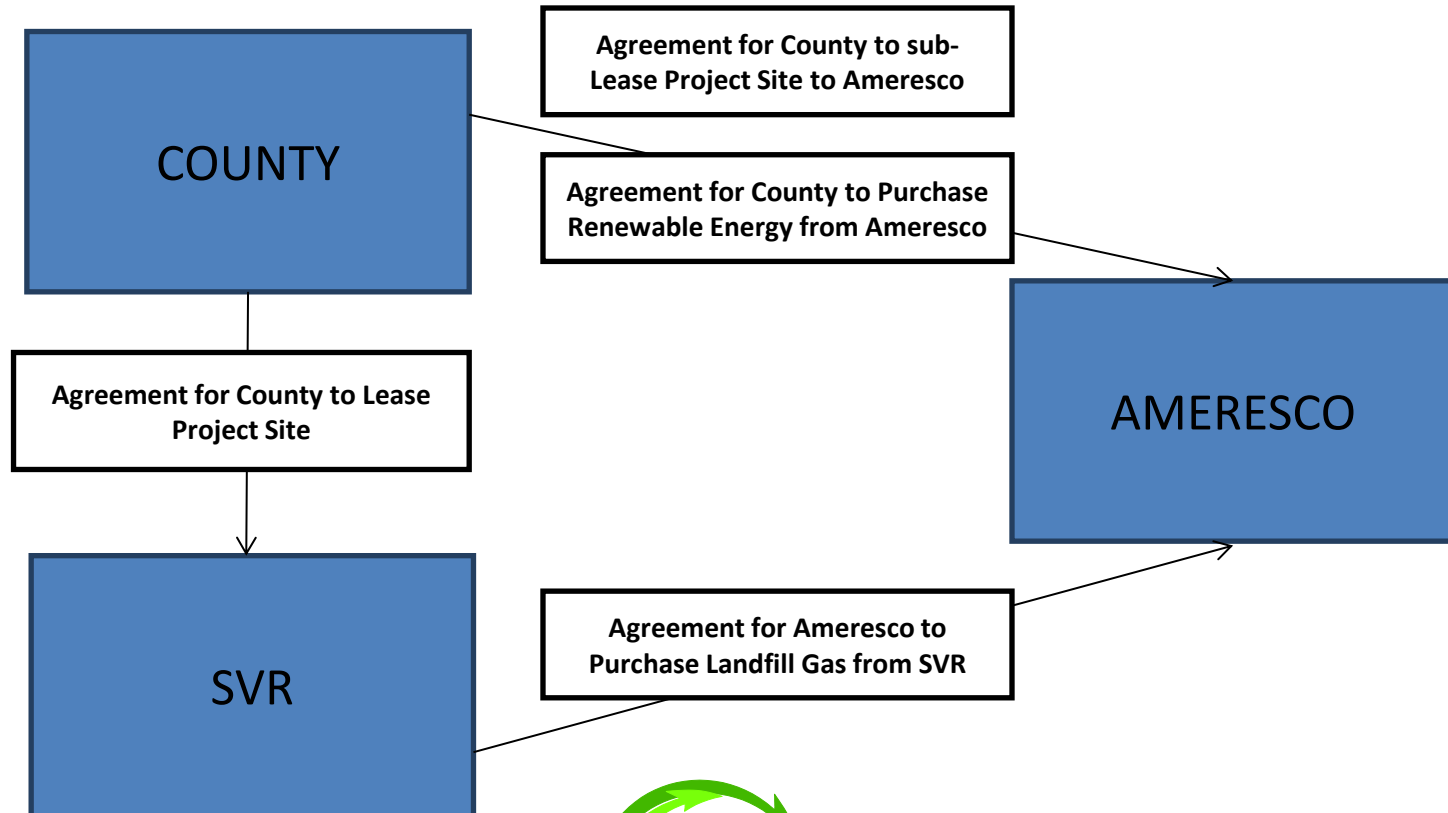 Agreement for County to sub-
Lease Project Site to Ameresco
COUNTY
Agreement for County to Purchase
Renewable Energy from Ameresco
Agreement for County to Lease
Project Site
AMERESCO
Agreement for Ameresco to
Purchase Landfill Gas from SVR
SVR